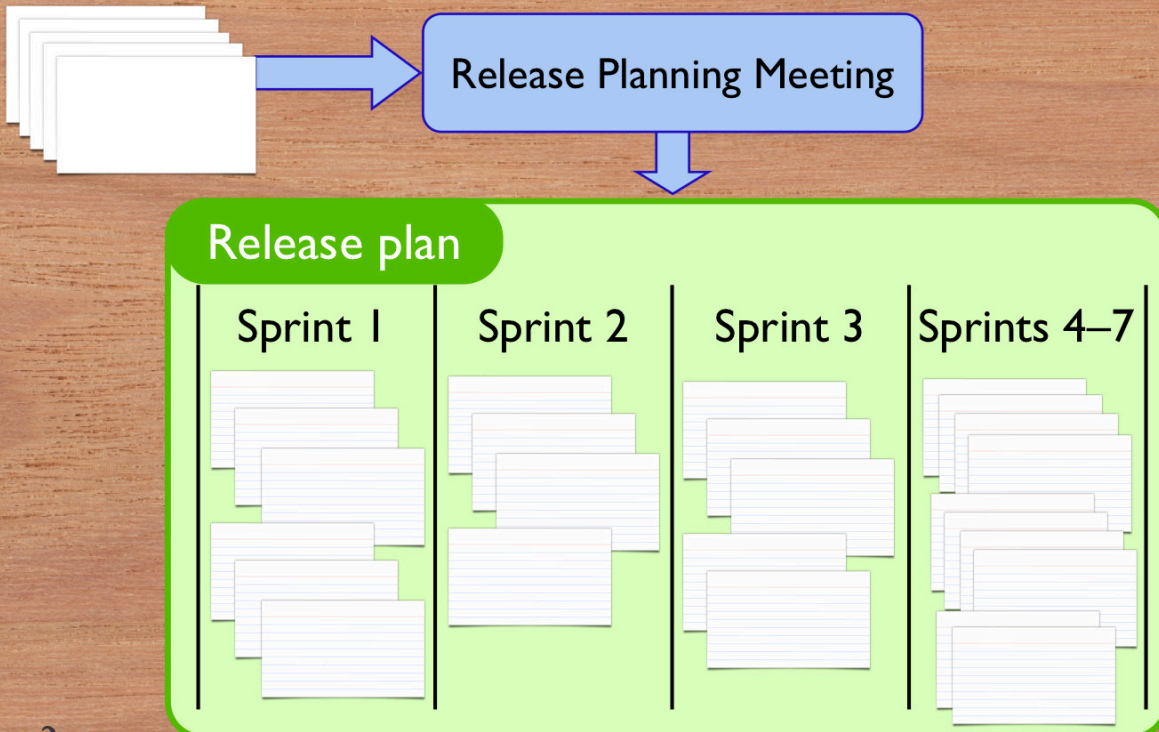 Release Planning Meeting
Release plan
Sprint 1
Sprint 2
Sprint 3
Sprints 4–7